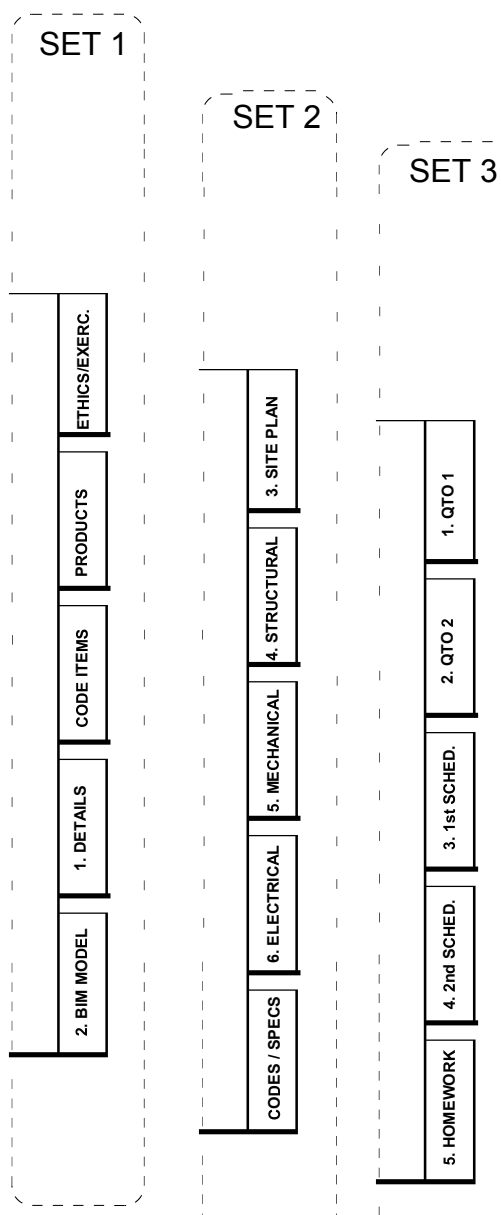 SET 1
ETHICS/EXERC.
PRODUCTS
CODE ITEMS
1. DETAILS
2. BIM MODEL
SET 2
3. SITE PLAN
4. STRUCTURAL
5. MECHANICAL
6. ELECTRICAL
CODES / SPECS
SET 3
1. QTO 1
2. QTO 2
3. 1st SCHED.
4. 2nd SCHED.
5. HOMEWORK